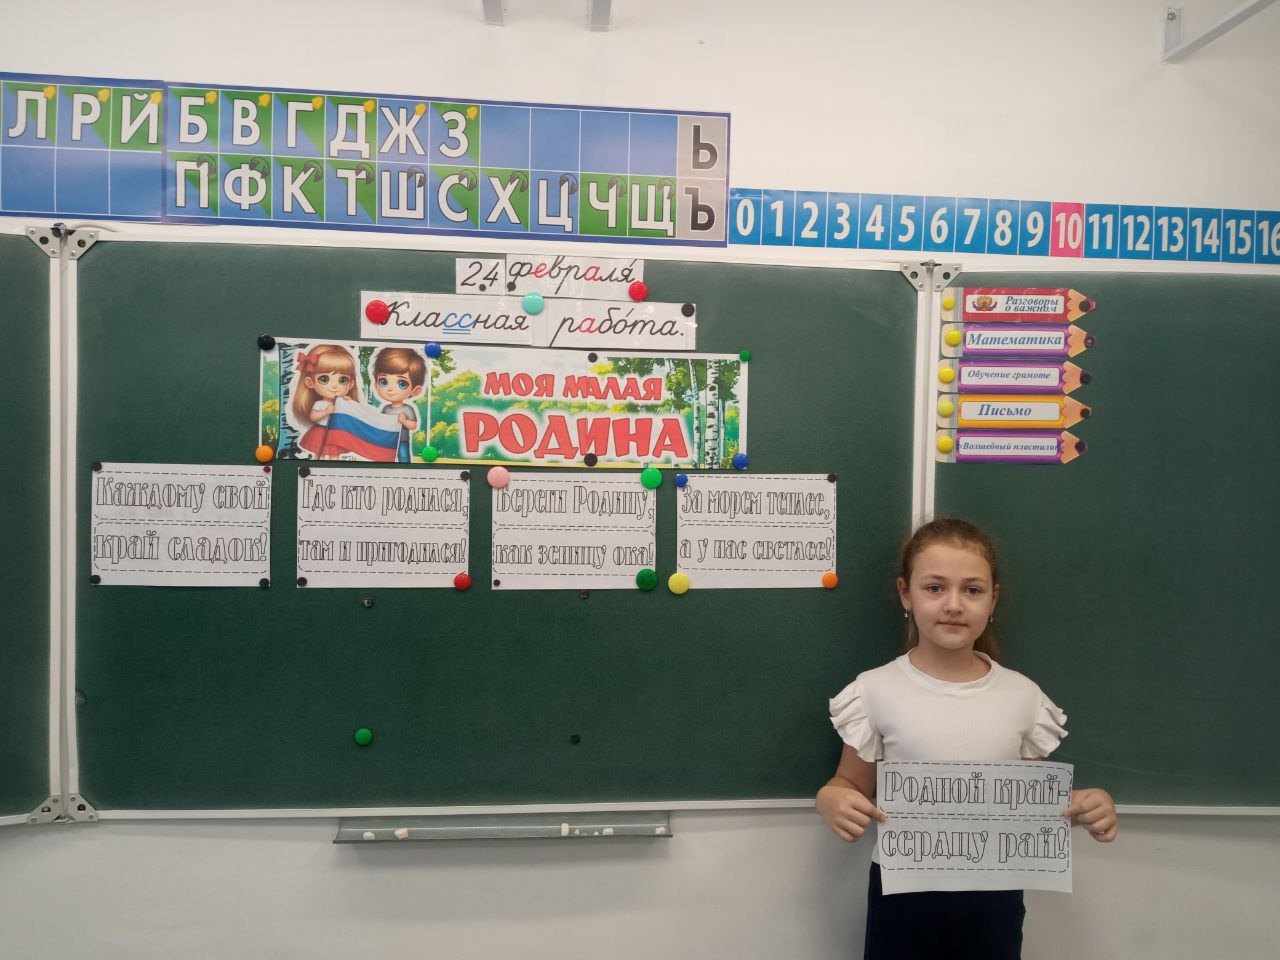 Л Р Й Б В Г Д Ж З Ь
П Ф К Т Ш С Х Ц Ч Щ Ъ
0 1 2 3 4 5 6 7 8 9 10 11 12 13 14 15 16
24 февраля́
Классная рабо́та.
МОЯ МАЛАЯ
РОДИНА
Каждому свой
край сладок!
Где кто родился,
там и пригодился!
Береги Родину,
как зеницу ока!
За морем теплее,
а у нас светлее!
Разговоры
о важном
Математика
Обучение грамоте
Письмо
«Волшебный пластилин»
Родной край-
сердцу рай!